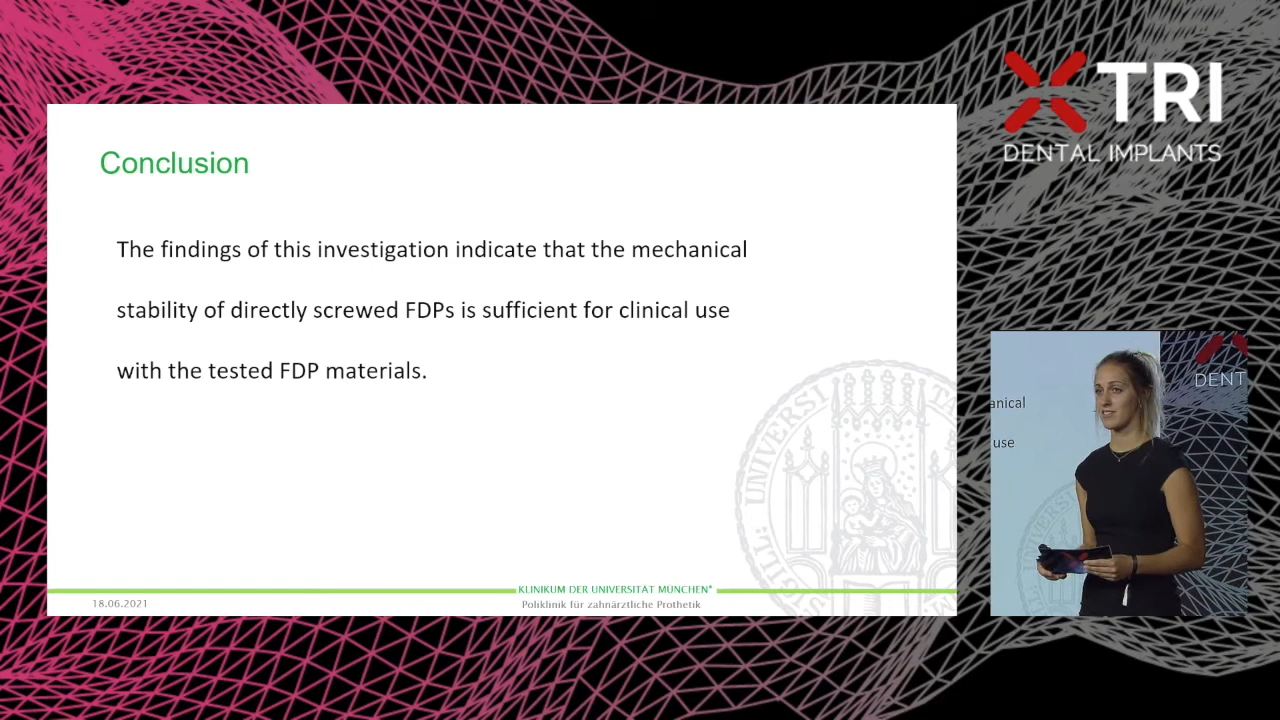 TRI
DENTAL IMPLANTS
Conclusion
The findings of this investigation indicate that the mechanical
stability of directly screwed FDPs is sufficient for clinical use
with the tested FDP materials.
DENT
anical
use
KLINIKUM DER UNIVERSITÄT MÜNCHEN®
18.06.2021
Poliklinik für zahnärztliche Prothetik